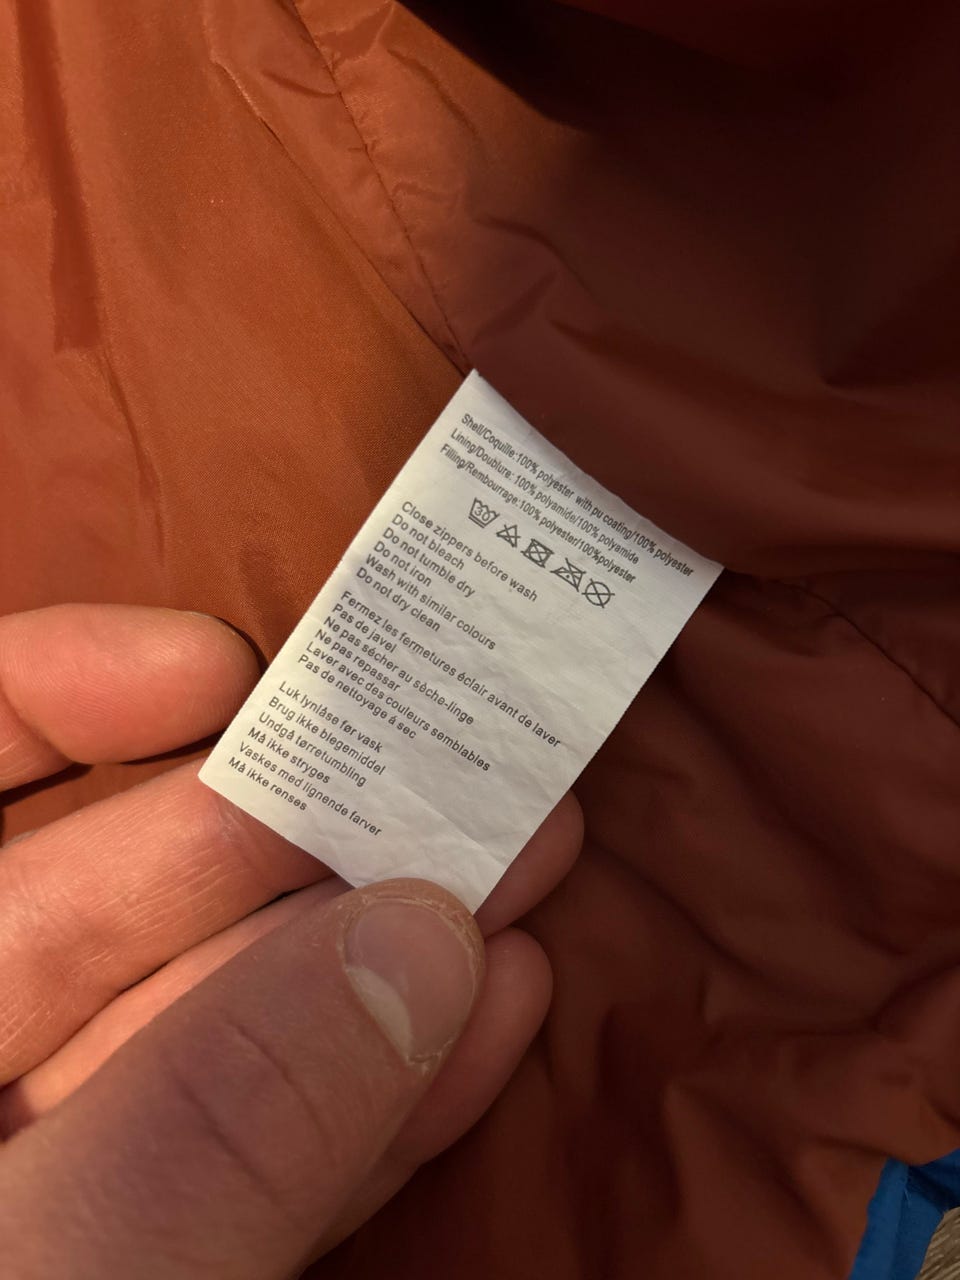 Shell/Coquille:100% polyester with pu coating/100% polyester
Lining/Doublure: 100% polyamide/100% polyamide
Filling/Rembourrage:100% polyester/100%polyester
30
Close zippers before wash
Do not bleach
Do not tumble dry
Do not iron
Wash with similar colours
Do not dry clean
Fermez les fermetures éclair avant de laver
Pas de javel
Ne pas sécher au sèche-linge
Ne pas repassar
Laver avec des couleurs semblables
Pas de nettoyage á sec
Luk lynlåse før vask
Brug ikke blegemiddel
Undgå tørretumbling
Må ikke stryges
Vaskes med lignende farver
Må ikke renses